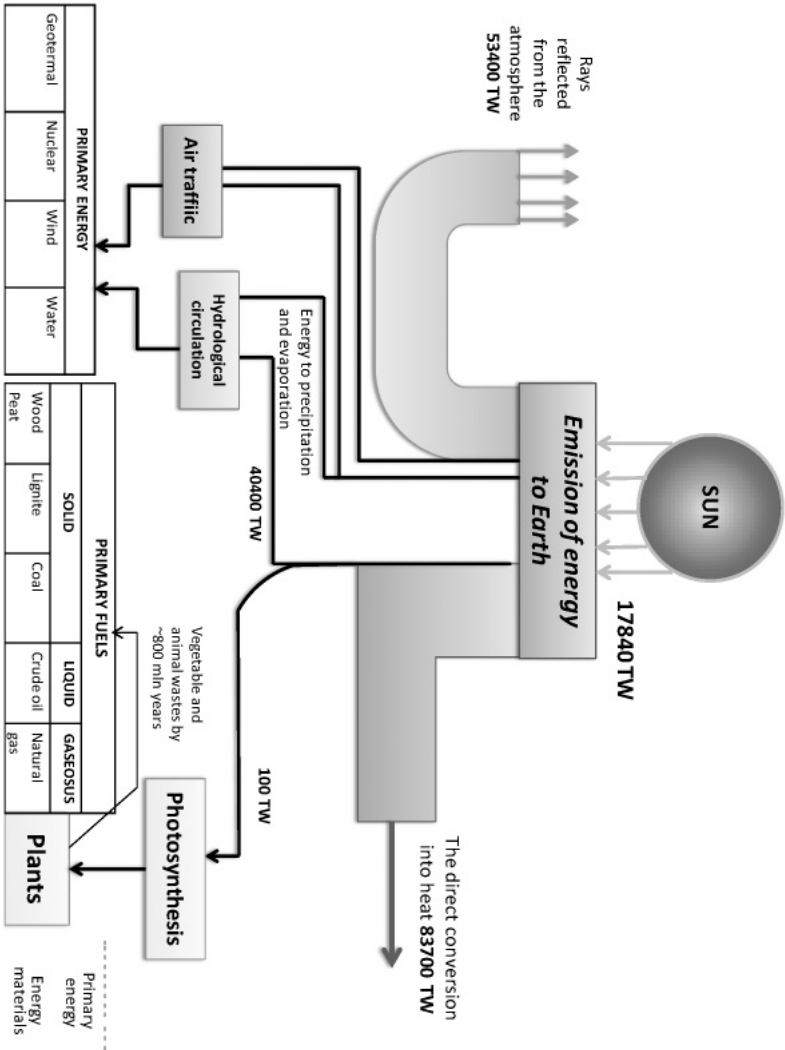 SUN
17840 TW
Emission of energy
to Earth
Rays
reflected
from the
atmosphere
53400 TW
The direct conversion
into heat 83700 TW
Energy to precipitation
and evaporation
40400 TW
100 TW
Air traffiic
Hydrological
circulation
Vegetable and
animal wastes by
~800 mln years
Photosynthesis
Plants
PRIMARY ENERGY
Geotermal
Nuclear
Wind
Water
PRIMARY FUELS
SOLID
LIQUID
GASEOSUS
Wood
Peat
Lignite
Coal
Crude oil
Natural
gas
Primary
energy
Energy
materials